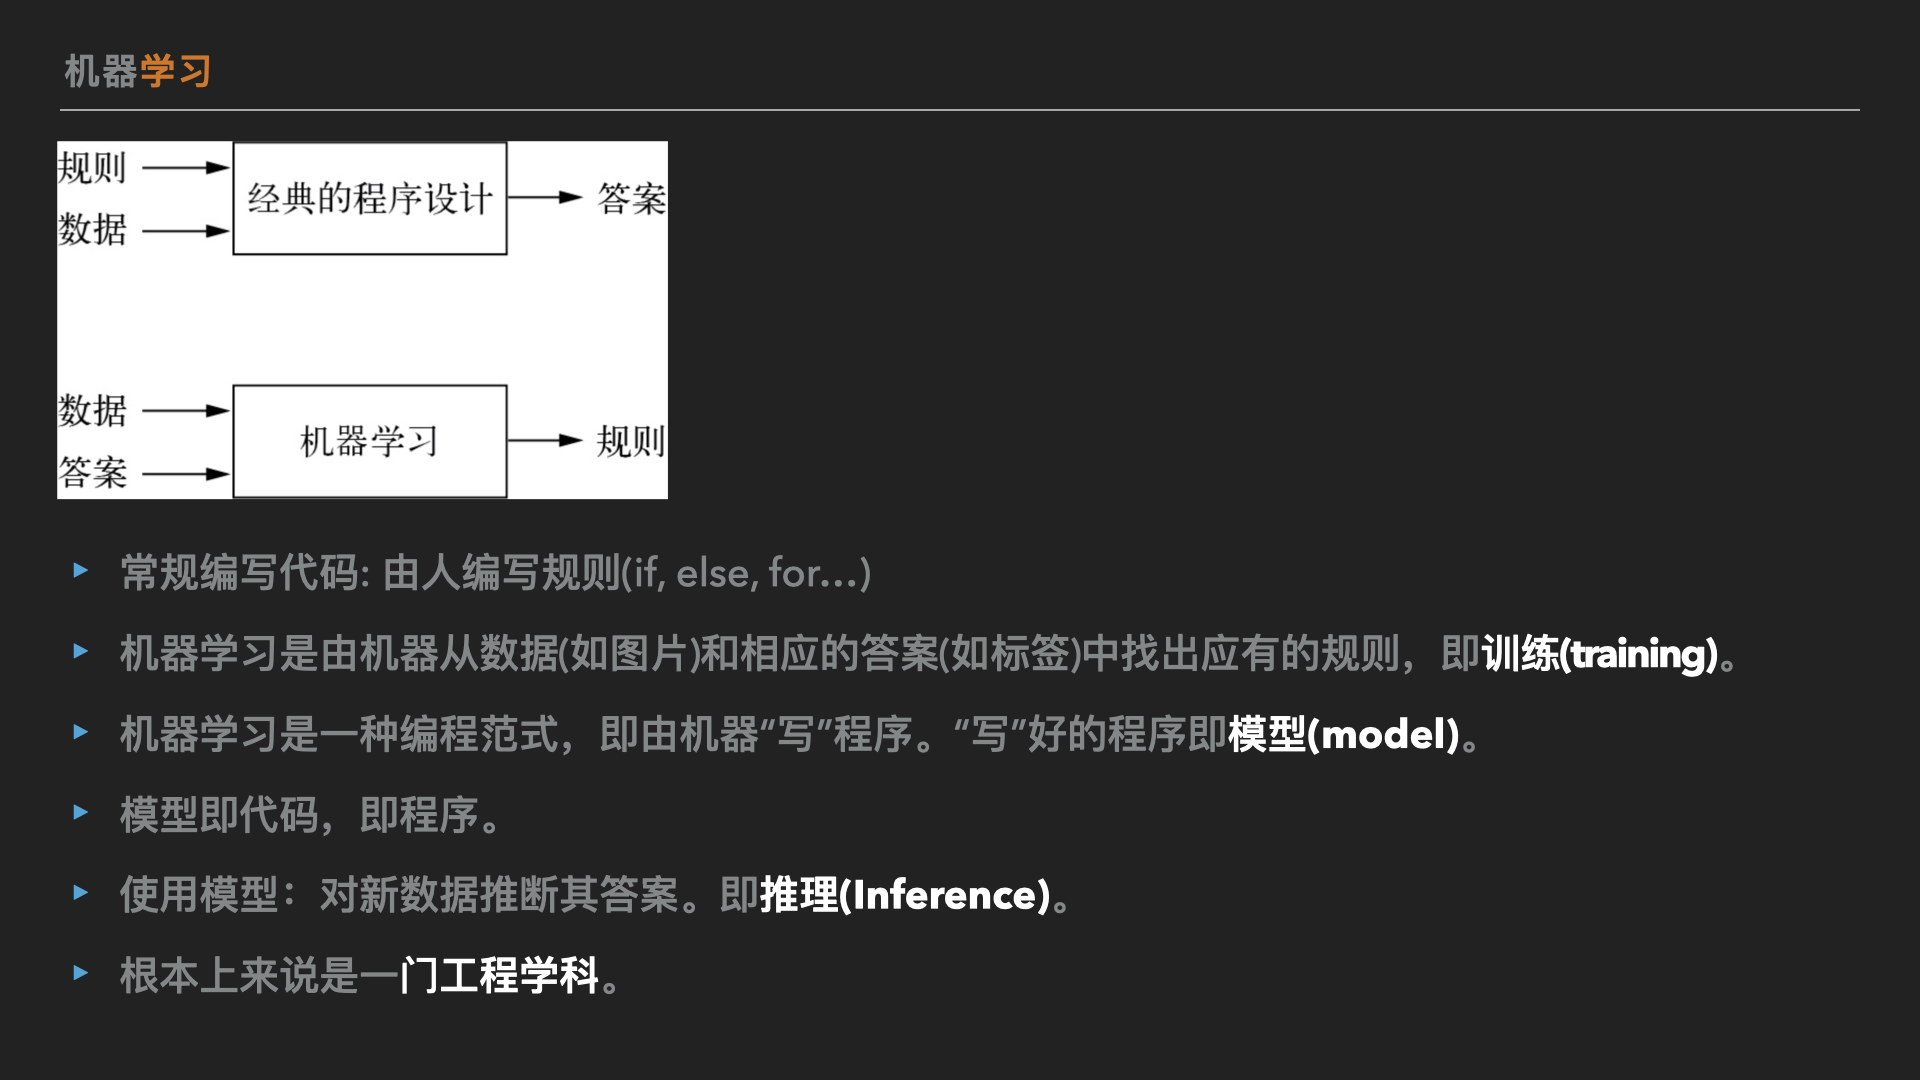 机器学习
规则
数据
经典的程序设计
答案
数据
答案
机器学习
规则
常规编写代码: 由人编写规则(if, else, for…)
机器学习是由机器从数据(如图片)和相应的答案(如标签)中找出应有的规则，即训练(training)。
机器学习是一种编程范式，即由机器“写”程序。“写”好的程序即模型(model)。
模型即代码，即程序。
使用模型：对新数据推断其答案。即推理(Inference)。
根本上来说是一门工程学科。